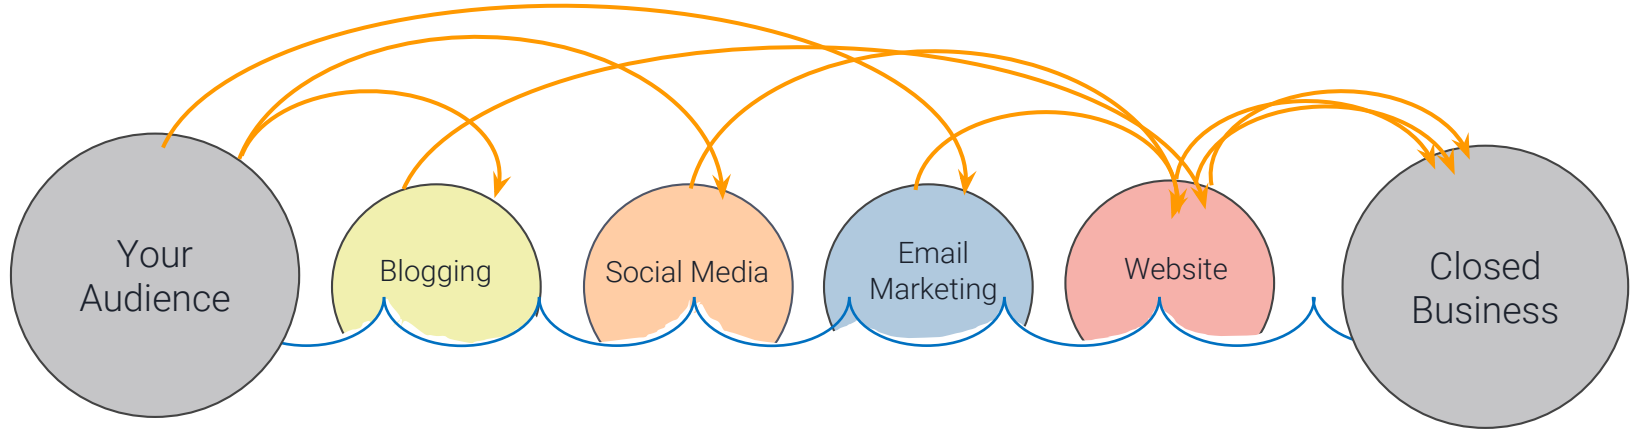 Your
Audience
Blogging
Social Media
Email
Marketing
Website
Closed
Business